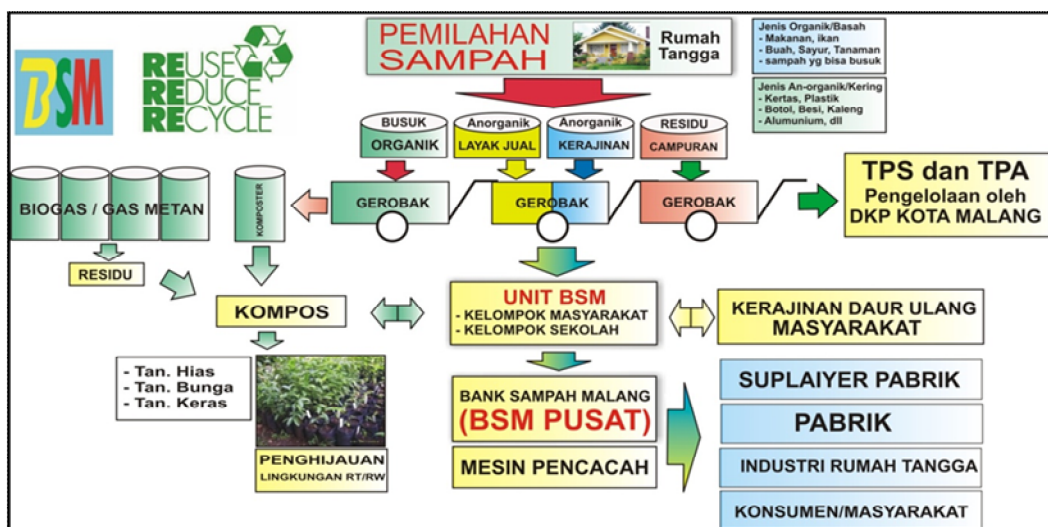 BSM
REUSE
REDUCE
RECYCLE
PEMILAHAN
SAMPAH
Rumah
Tangga
Jenis Organik/Basah
- Makanan, ikan
- Buah, Sayur, Tanaman
- sampah yg bisa busuk
Jenis An-organik/Kering
- Kertas, Plastik
- Botol, Besi, Kaleng
- Alumunium, dll
BUSUK
ORGANIK
Anorganik
LAYAK JUAL
Anorganik
KERAJINAN
RESIDU
CAMPURAN
BIOGAS / GAS METAN
KOMPOSTER
GEROBAK
GEROBAK
GEROBAK
TPS dan TPA
Pengelolaan oleh
DKP KOTA MALANG
RESIDU
KOMPOS
UNIT BSM
- KELOMPOK MASYARAKAT
- KELOMPOK SEKOLAH
KERAJINAN DAUR ULANG
MASYARAKAT
- Tan. Hias
- Tan. Bunga
- Tan. Keras
PENGHIJAUAN
LINGKUNGAN RT/RW
BANK SAMPAH MALANG
(BSM PUSAT)
MESIN PENCACAH
SUPLAIYER PABRIK
PABRIK
INDUSTRI RUMAH TANGGA
KONSUMEN/MASYARAKAT